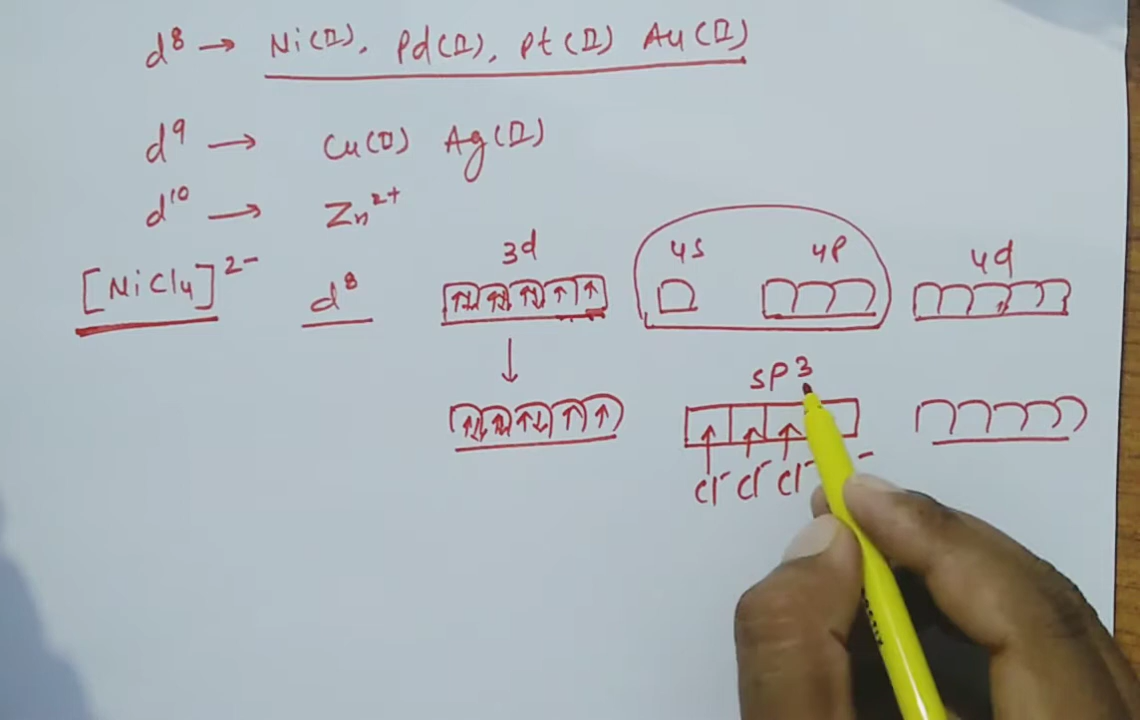 d⁸ → Ni(II), Pd(II), Pt(II) Au(II)
d⁹ → Cu(II) Ag(II)
d¹⁰ → Zn²⁺
[NiCl4]²⁻ d⁸ 3d 4s 4p 4d
sp3
Cl⁻ Cl⁻ Cl⁻